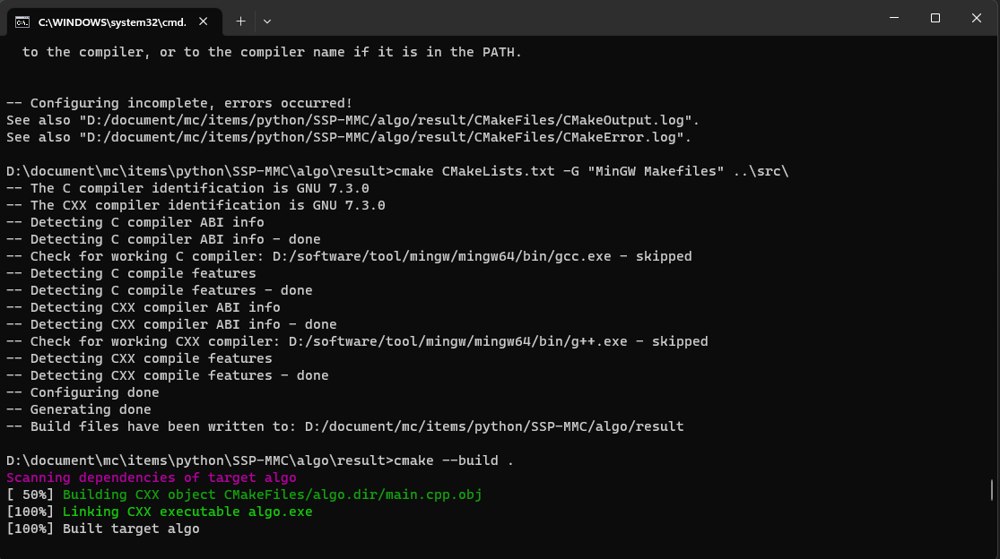 C:\WINDOWS\system32\cmd.
  to the compiler, or to the compiler name if it is in the PATH.
-- Configuring incomplete, errors occurred!
See also "D:/document/mc/items/python/SSP-MMC/algo/result/CMakeFiles/CMakeOutput.log".
See also "D:/document/mc/items/python/SSP-MMC/algo/result/CMakeFiles/CMakeError.log".
D:\document\mc\items\python\SSP-MMC\algo\result>cmake CMakeLists.txt -G "MinGW Makefiles" ..\src\
-- The C compiler identification is GNU 7.3.0
-- The CXX compiler identification is GNU 7.3.0
-- Detecting C compiler ABI info
-- Detecting C compiler ABI info - done
-- Check for working C compiler: D:/software/tool/mingw/mingw64/bin/gcc.exe - skipped
-- Detecting C compile features
-- Detecting C compile features - done
-- Detecting CXX compiler ABI info
-- Detecting CXX compiler ABI info - done
-- Check for working CXX compiler: D:/software/tool/mingw/mingw64/bin/g++.exe - skipped
-- Detecting CXX compile features
-- Detecting CXX compile features - done
-- Configuring done
-- Generating done
-- Build files have been written to: D:/document/mc/items/python/SSP-MMC/algo/result
D:\document\mc\items\python\SSP-MMC\algo\result>cmake --build .
Scanning dependencies of target algo
[ 50%] Building CXX object CMakeFiles/algo.dir/main.cpp.obj
[100%] Linking CXX executable algo.exe
[100%] Built target algo